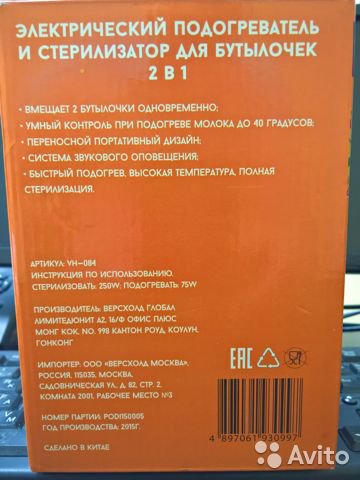 ЭЛЕКТРИЧЕСКИЙ ПОДОГРЕВАТЕЛЬ
И СТЕРИЛИЗАТОР ДЛЯ БУТЫЛОЧЕК
2 В 1
• ВМЕЩАЕТ 2 БУТЫЛОЧКИ ОДНОВРЕМЕННО;
• УМНЫЙ КОНТРОЛЬ ПРИ ПОДОГРЕВЕ МОЛОКА ДО 40 ГРАДУСОВ;
• ПЕРЕНОСНОЙ ПОРТАТИВНЫЙ ДИЗАЙН;
• СИСТЕМА ЗВУКОВОГО ОПОВЕЩЕНИЯ;
• БЫСТРЫЙ ПОДОГРЕВ, ВЫСОКАЯ ТЕМПЕРАТУРА, ПОЛНАЯ
СТЕРИЛИЗАЦИЯ.
АРТИКУЛ: VH-084
ИНСТРУКЦИЯ ПО ИСПОЛЬЗОВАНИЮ.
СТЕРИЛИЗОВАТЬ: 250W; ПОДОГРЕВАТЬ: 75W
ПРОИЗВОДИТЕЛЬ: ВЕРСХОЛД ГЛОБАЛ
ЛИМИТЕДЮНИТ А2, 16/Ф ОФИС ПЛЮС
МОНГ КОК, NO. 998 КАНТОН РОУД, КОУЛУН,
ГОНКОНГ
ИМПОРТЕР: ООО «ВЕРСХОЛД МОСКВА»,
РОССИЯ, 115035, МОСКВА,
САДОВНИЧЕСКАЯ УЛ., Д. 82, СТР. 2,
КОМНАТА 2001, РАБОЧЕЕ МЕСТО №3
НОМЕР ПАРТИИ: POD1150005
ГОД ПРОИЗВОДСТВА: 2015Г.
СДЕЛАНО В КИТАЕ
EAC
4 897061 930997
Avito